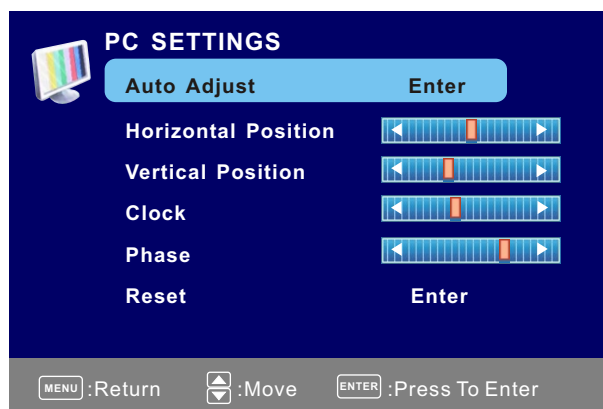 PC SETTINGS
Auto Adjust Enter
Horizontal Position
Vertical Position
Clock
Phase
Reset Enter
MENU :Return :Move ENTER :Press To Enter